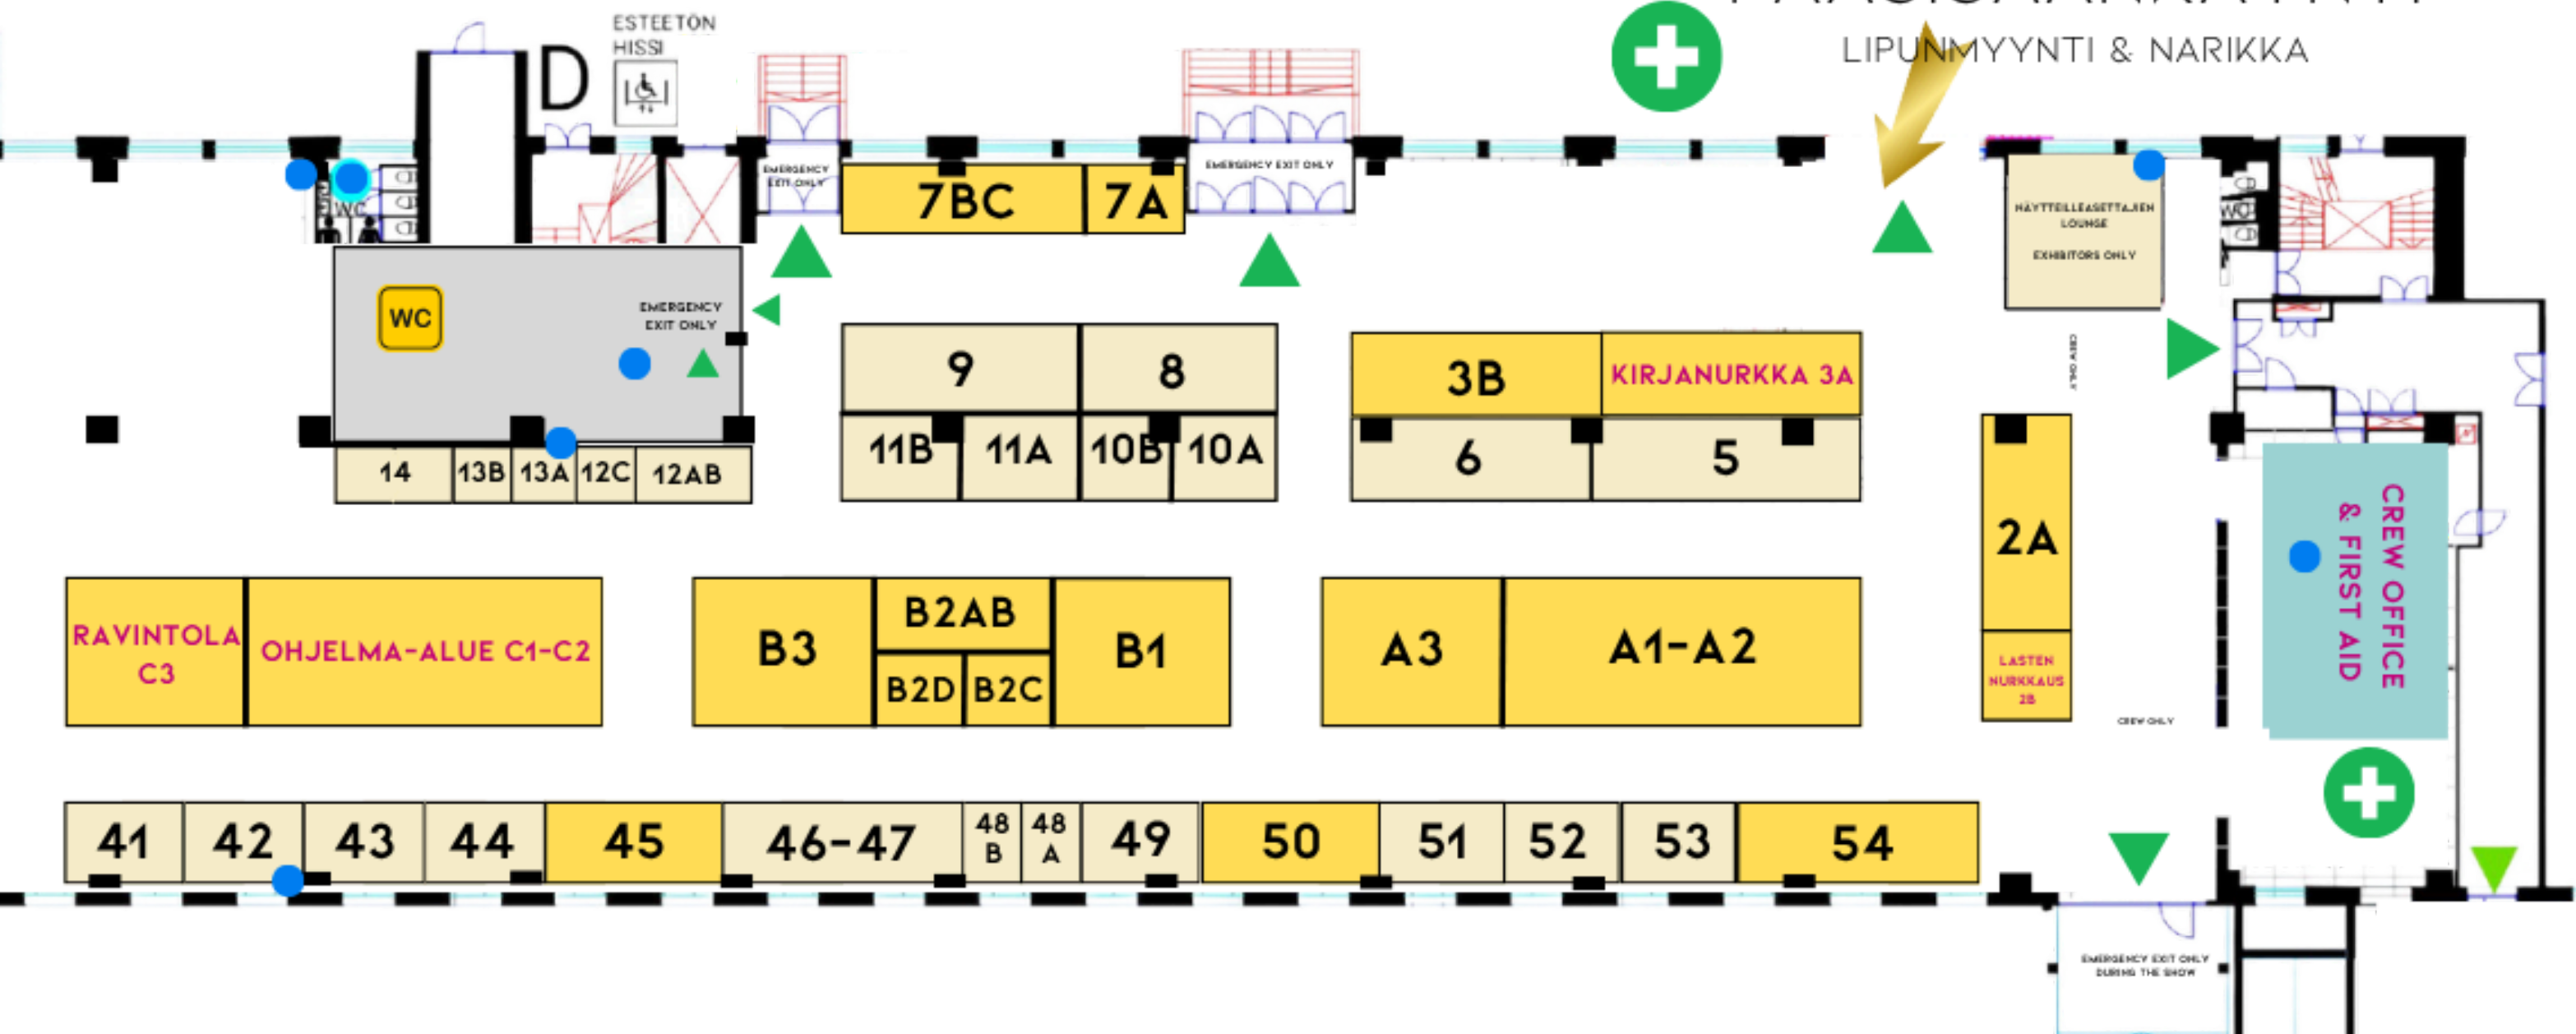 LIPUNMYYNTI & NARIKKA
ESTEETÖN
HISSI
D
EMERGENCY
EXIT ONLY
7BC
7A
EMERGENCY EXIT ONLY
WC
NÄYTTEILLEASETTAJIEN
LOUNGE
EXHIBITORS ONLY
WC
WC
EMERGENCY
EXIT ONLY
9
8
3B
KIRJANURKKA 3A
CREW ONLY
11B
11A
10B
10A
6
5
14
13B
13A
12C
12AB
2A
LASTEN
NURKKAUS
2B
CREW OFFICE
& FIRST AID
RAVINTOLA
C3
OHJELMA-ALUE C1-C2
B3
B2AB
B2D
B2C
B1
A3
A1-A2
CREW ONLY
41
42
43
44
45
46-47
48
B
48
A
49
50
51
52
53
54
EMERGENCY EXIT ONLY
DURING THE SHOW